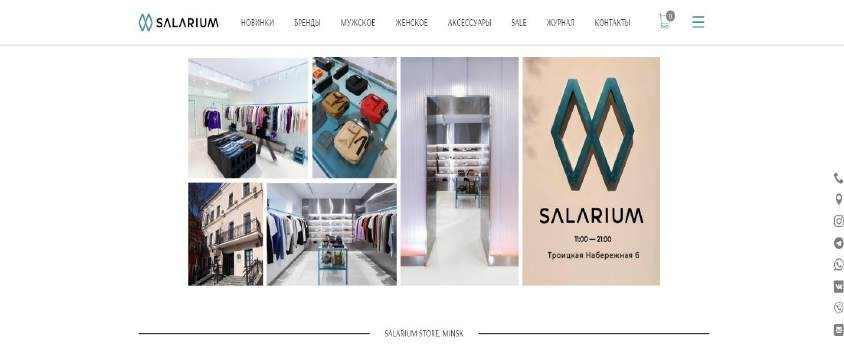 SALARIUM
НОВИНКИ БРЕНДЫ МУЖСКОЕ ЖЕНСКОЕ АКСЕССУАРЫ SALE ЖУРНАЛ КОНТАКТЫ
0
SALARIUM
11:00 — 21:00
Троицкая Набережная 6
SALARIUM STORE, MINSK